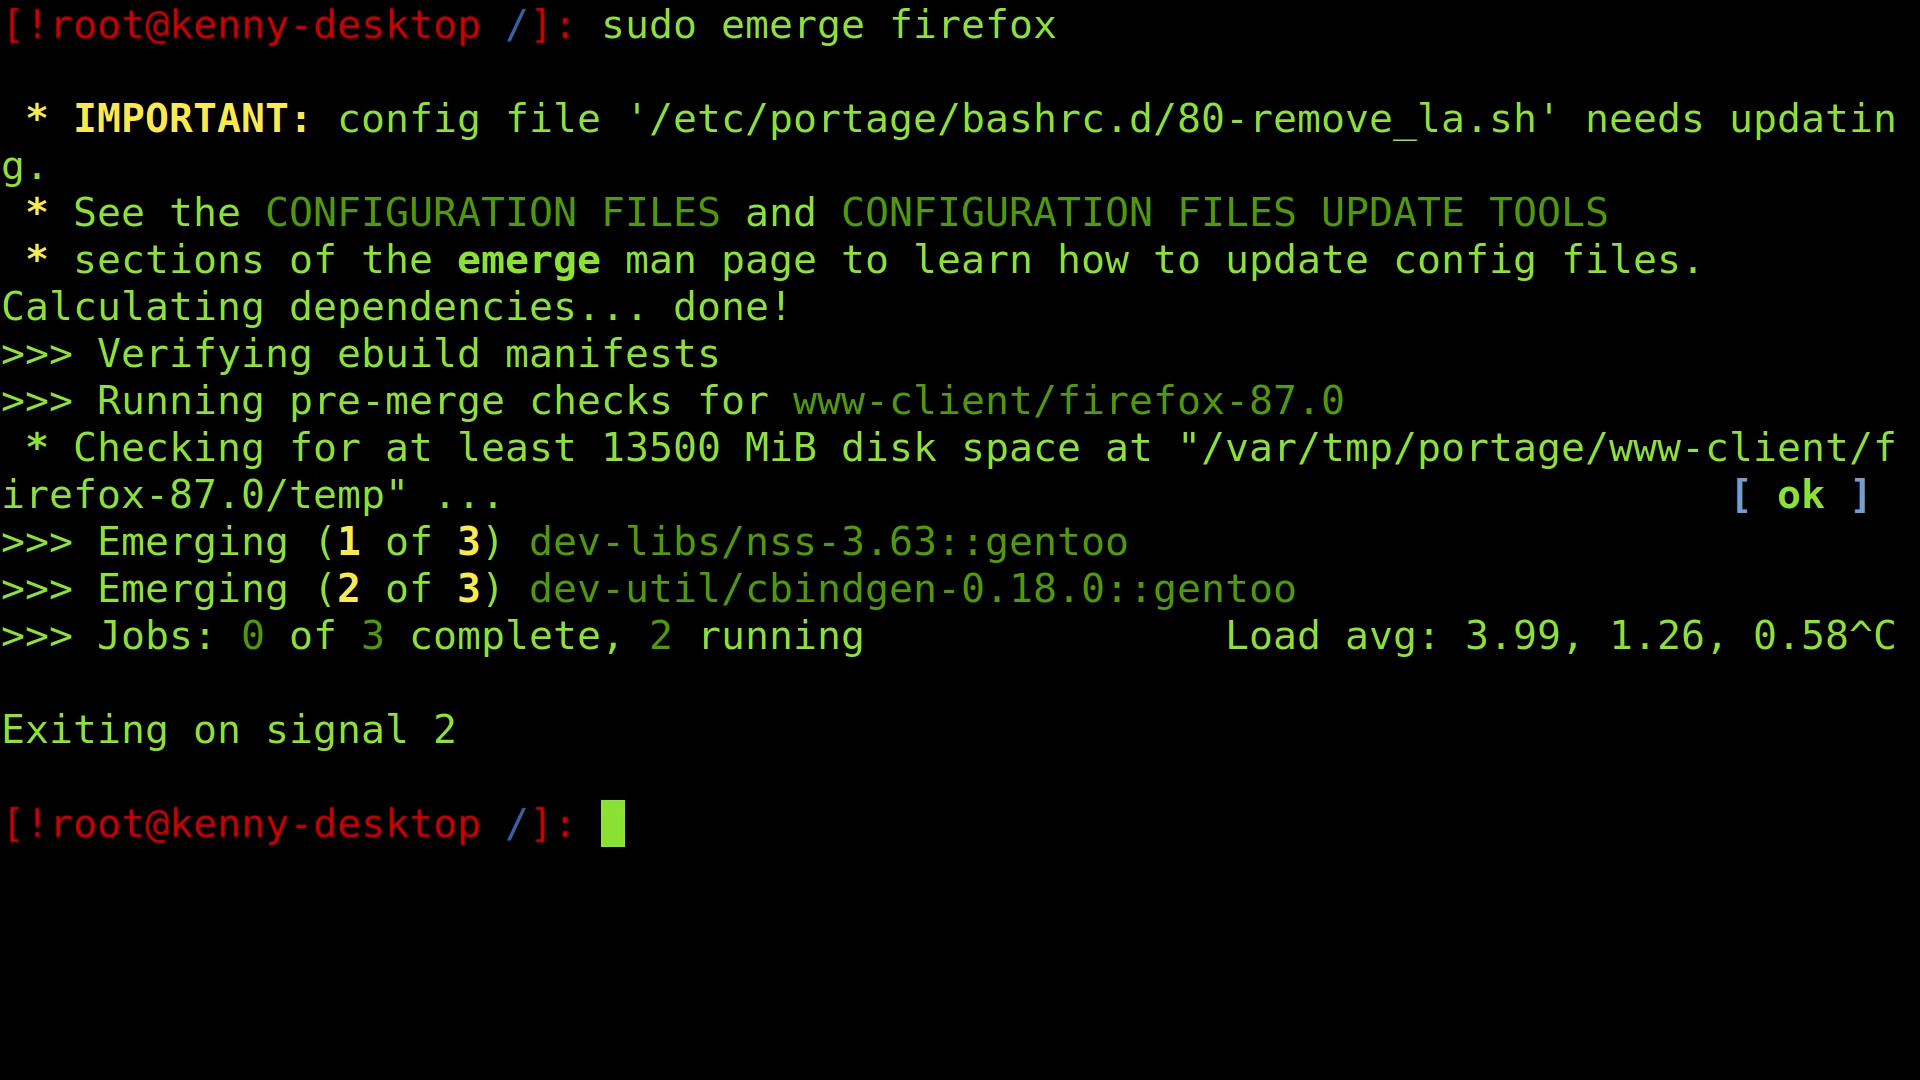 [!root@kenny-desktop /]: sudo emerge firefox
* IMPORTANT: config file '/etc/portage/bashrc.d/80-remove_la.sh' needs updatin
g.
* See the CONFIGURATION FILES and CONFIGURATION FILES UPDATE TOOLS
* sections of the emerge man page to learn how to update config files.
Calculating dependencies... done!
>>> Verifying ebuild manifests
>>> Running pre-merge checks for www-client/firefox-87.0
* Checking for at least 13500 MiB disk space at "/var/tmp/portage/www-client/f
irefox-87.0/temp" ... [ ok ]
>>> Emerging (1 of 3) dev-libs/nss-3.63::gentoo
>>> Emerging (2 of 3) dev-util/cbindgen-0.18.0::gentoo
>>> Jobs: 0 of 3 complete, 2 running Load avg: 3.99, 1.26, 0.58^C
Exiting on signal 2
[!root@kenny-desktop /]: